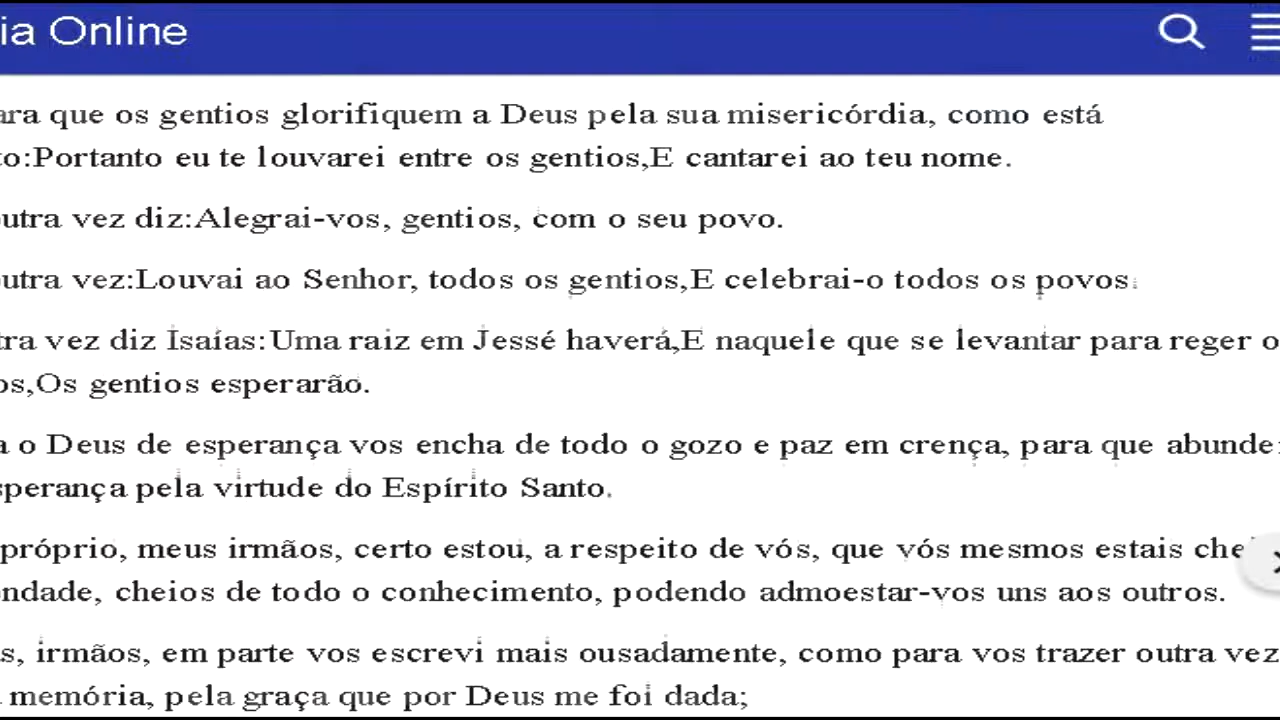 ia Online
ara que os gentios glorifiquem a Deus pela sua misericórdia, como está
to:Portanto eu te louvarei entre os gentios,E cantarei ao teu nome.
outra vez diz:Alegrai-vos, gentios, com o seu povo.
outra vez:Louvai ao Senhor, todos os gentios,E celebrai-o todos os povos.
tra vez diz Isaías:Uma raiz em Jessé haverá,E naquele que se levantar para reger o
os,Os gentios esperarão.
a o Deus de esperança vos encha de todo o gozo e paz em crença, para que abunde
sperança pela virtude do Espírito Santo.
próprio, meus irmãos, certo estou, a respeito de vós, que vós mesmos estais che
ondade, cheios de todo o conhecimento, podendo admoestar-vos uns aos outros.
s, irmãos, em parte vos escrevi mais ousadamente, como para vos trazer outra vez
memória, pela graça que por Deus me foi dada;